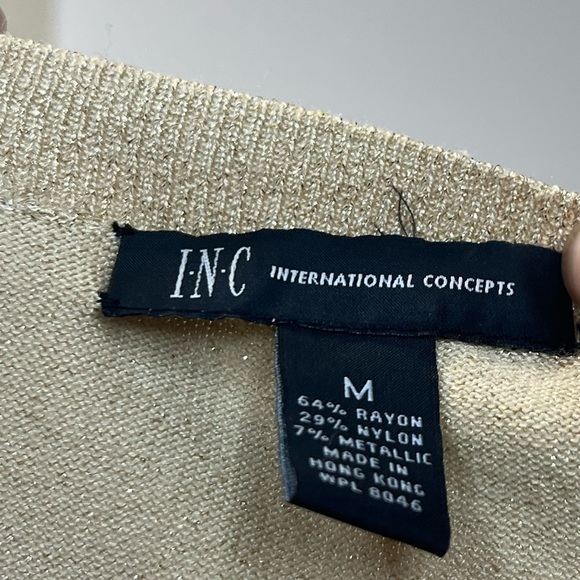 I·N·C INTERNATIONAL CONCEPTS
M
64% RAYON
29% NYLON
7% METALLIC
MADE IN
HONG KONG
WPL 8046